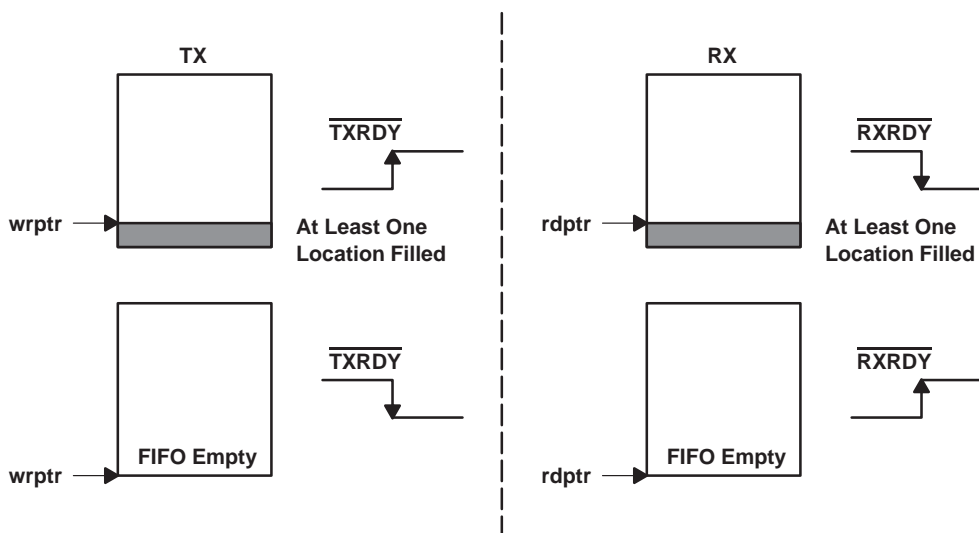 TX
TXRDY
wrptr
At Least One
Location Filled
TXRDY
FIFO Empty
wrptr
RX
RXRDY
rdptr
At Least One
Location Filled
RXRDY
FIFO Empty
rdptr